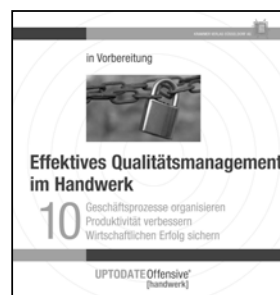 in Vorbereitung
Effektives Qualitätsmanagement
im Handwerk
10
Geschäftsprozesse organisieren
Produktivität verbessern
Wirtschaftlichen Erfolg sichern
UPTODATE Offensive®
[handwerk]